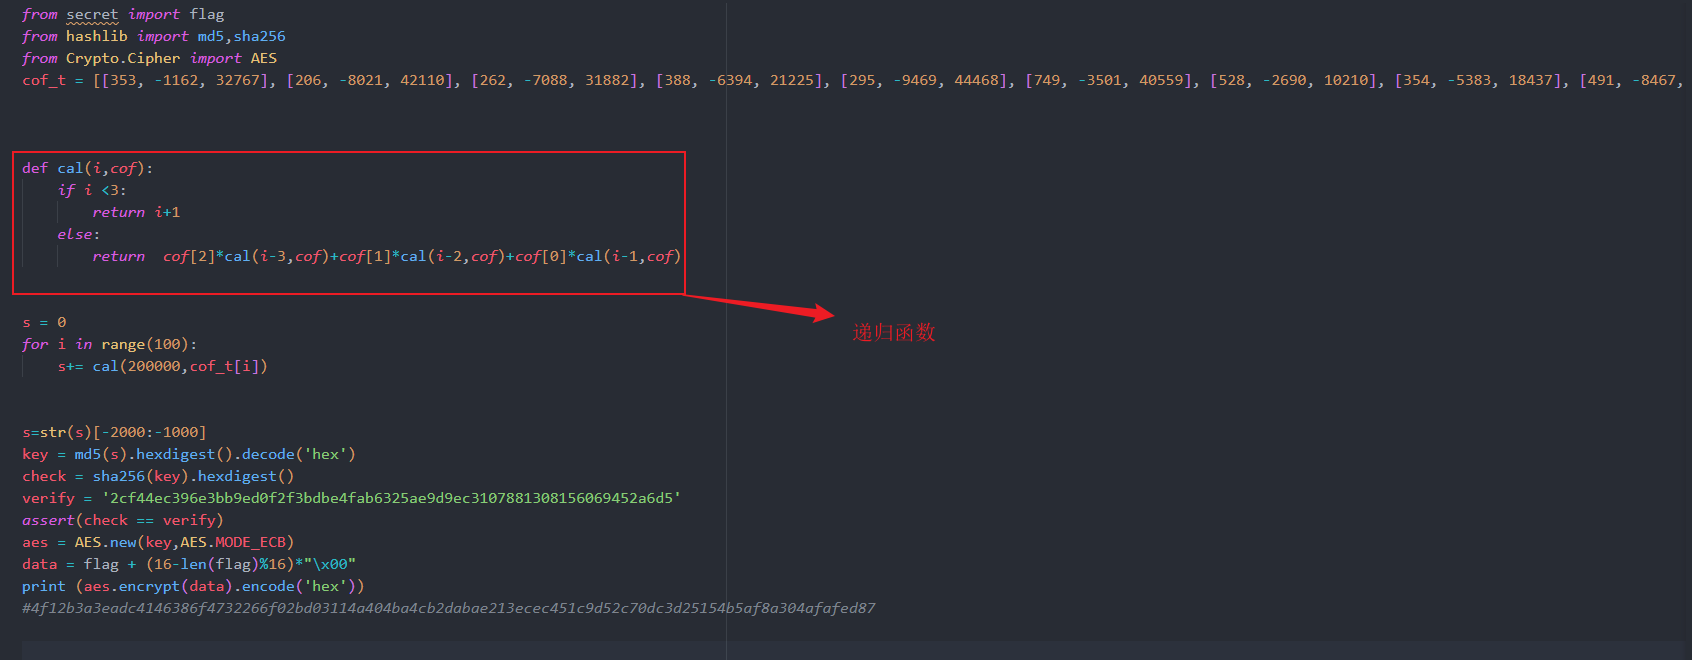 from secret import flag
from hashlib import md5,sha256
from Crypto.Cipher import AES
cof_t = [[353, -1162, 32767], [206, -8021, 42110], [262, -7088, 31882], [388, -6394, 21225], [295, -9469, 44468], [749, -3501, 40559], [528, -2690, 10210], [354, -5383, 18437], [491, -8467,
def cal(i,cof):
    if i <3:
        return i+1
    else:
        return  cof[2]*cal(i-3,cof)+cof[1]*cal(i-2,cof)+cof[0]*cal(i-1,cof)
递归函数
s = 0
for i in range(100):
    s+= cal(200000,cof_t[i])
s=str(s)[-2000:-1000]
key = md5(s).hexdigest().decode('hex')
check = sha256(key).hexdigest()
verify = '2cf44ec396e3bb9ed0f2f3bdbe4fab6325ae9d9ec3107881308156069452a6d5'
assert(check == verify)
aes = AES.new(key,AES.MODE_ECB)
data = flag + (16-len(flag)%16)*"\x00"
print (aes.encrypt(data).encode('hex'))
#4f12b3a3eadc4146386f4732266f02bd03114a404ba4cb2dabae213ecec451c9d52c70dc3d25154b5af8a304afafed87